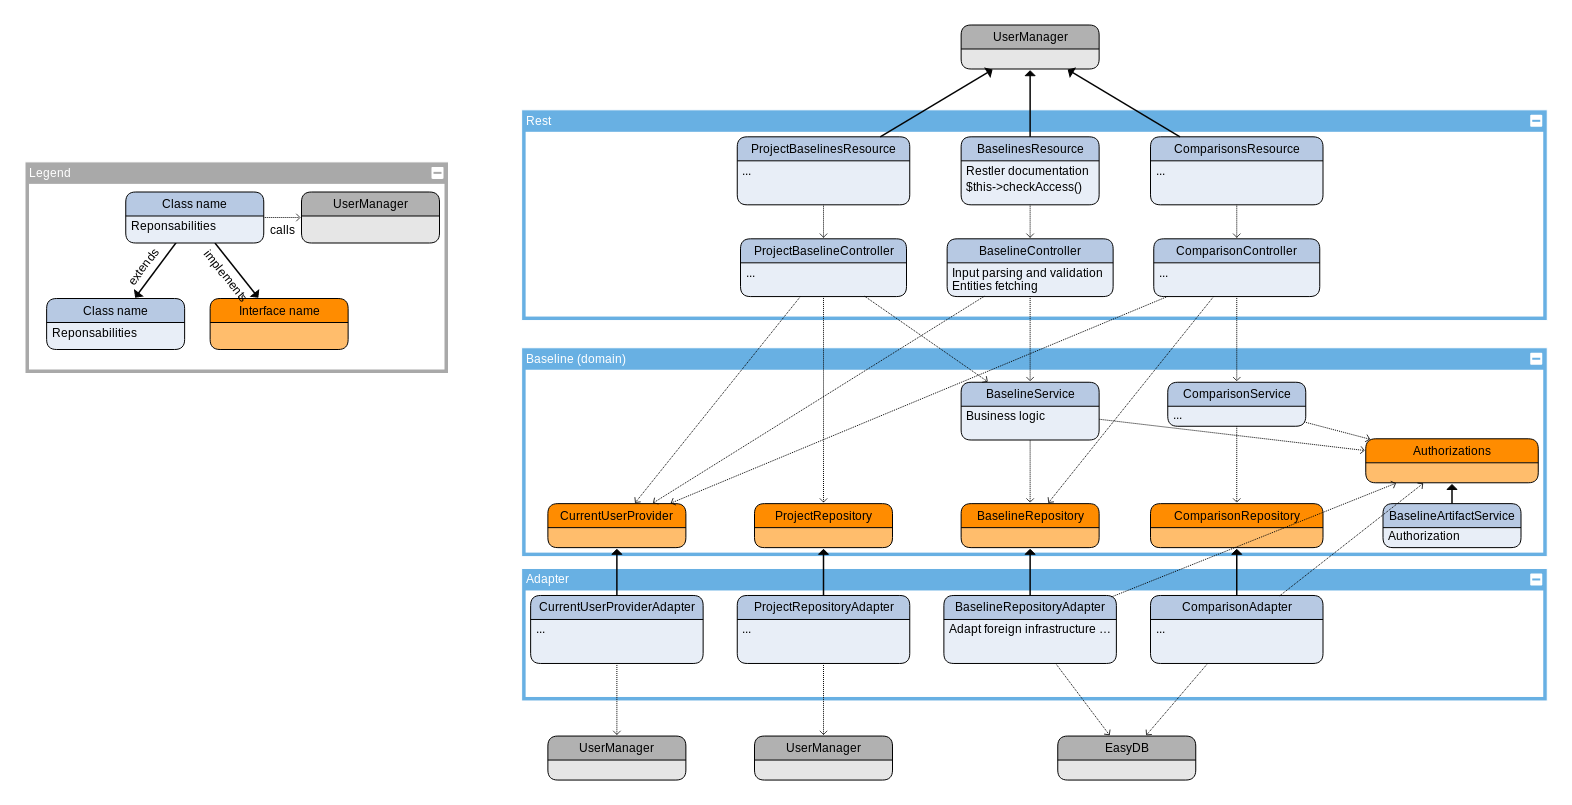 UserManager
Rest
ProjectBaselinesResource
...
BaselinesResource
Restler documentation
$this->checkAccess()
ComparisonsResource
...
Legend
Class name
Reponsabilities
UserManager
calls
extends
implements
Class name
Reponsabilities
Interface name
ProjectBaselineController
...
BaselineController
Input parsing and validation
Entities fetching
ComparisonController
...
Baseline (domain)
BaselineService
Business logic
ComparisonService
...
Authorizations
CurrentUserProvider
ProjectRepository
BaselineRepository
ComparisonRepository
BaselineArtifactService
Authorization
Adapter
CurrentUserProviderAdapter
...
ProjectRepositoryAdapter
...
BaselineRepositoryAdapter
Adapt foreign infrastructure ...
ComparisonAdapter
...
UserManager
UserManager
EasyDB